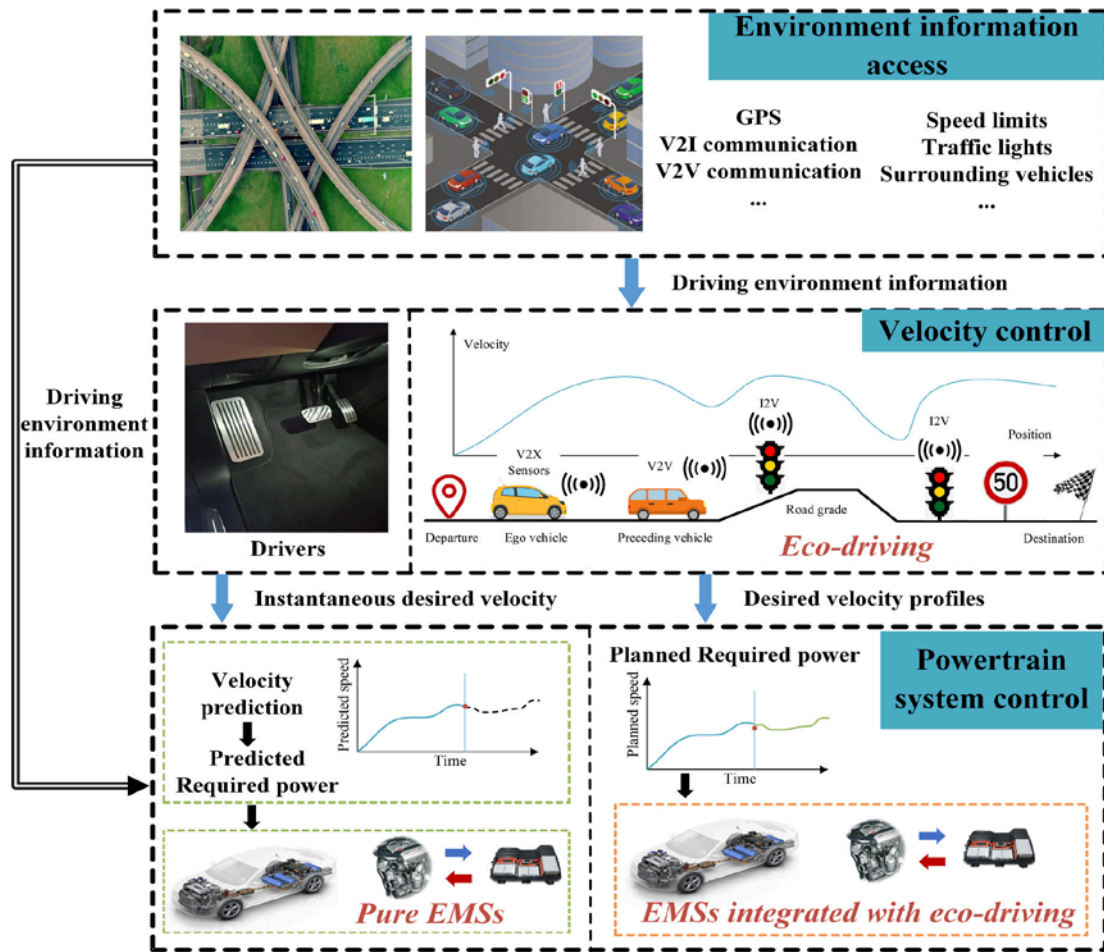 Environment information
access
GPS
V2I communication
V2V communication
...
Speed limits
Traffic lights
Surrounding vehicles
...
Driving environment information
Driving
environment
information
Drivers
Velocity control
Velocity
Position
V2X
Sensors
V2V
I2V
I2V
50
Road grade
Departure
Ego vehicle
Preceding vehicle
Eco-driving
Destination
Instantaneous desired velocity
Desired velocity profiles
Velocity
prediction
Predicted
Required power
Predicted speed
Time
Pure EMSs
Planned Required power
Powertrain
system control
Planned speed
Time
EMSs integrated with eco-driving